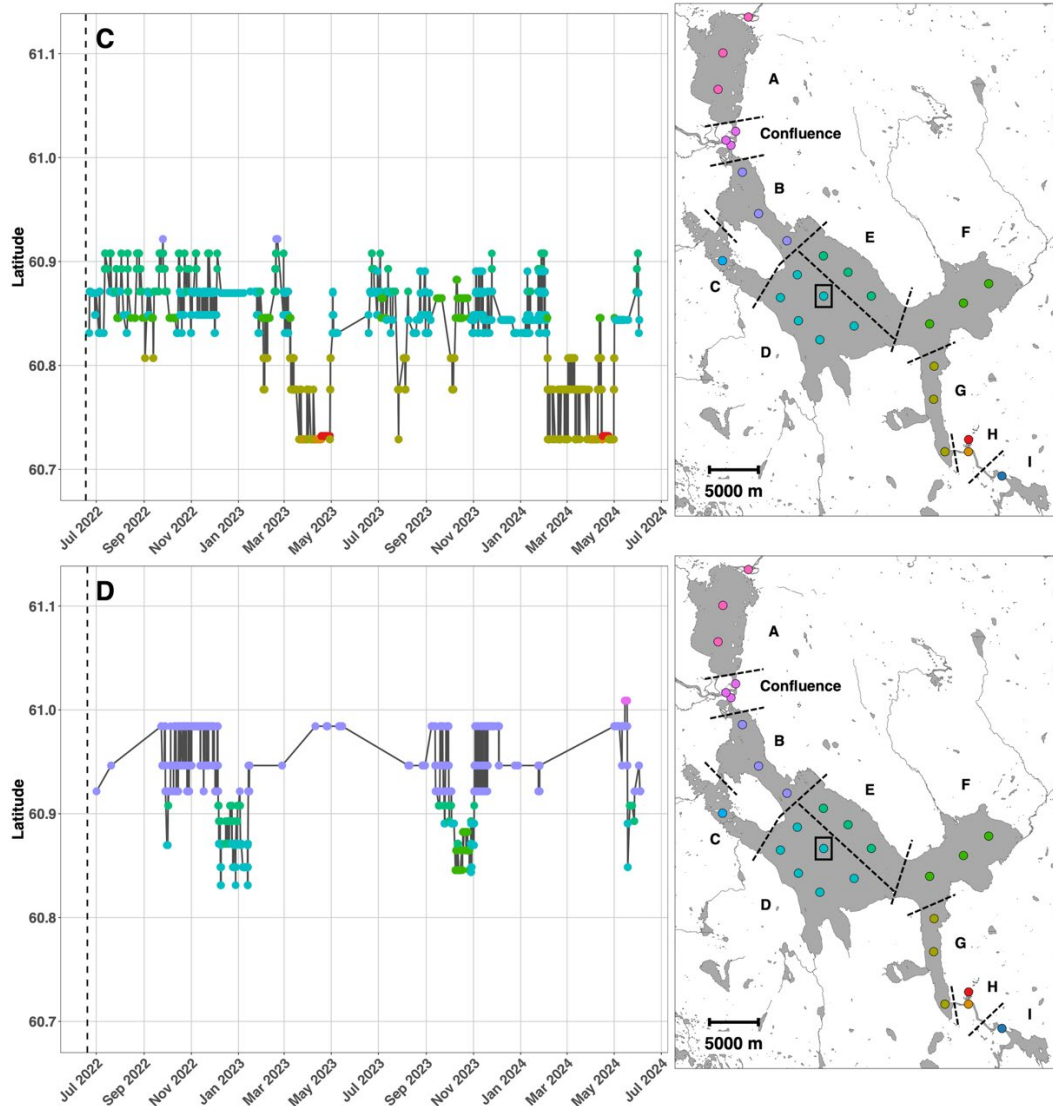 C
Latitude
61.1
61.0
60.9
60.8
60.7
Jul 2022
Sep 2022
Nov 2022
Jan 2023
Mar 2023
May 2023
Jul 2023
Sep 2023
Nov 2023
Jan 2024
Mar 2024
May 2024
Jul 2024
A
Confluence
B
E
F
C
D
G
H
I
5000 m
D
Latitude
61.1
61.0
60.9
60.8
60.7
Jul 2022
Sep 2022
Nov 2022
Jan 2023
Mar 2023
May 2023
Jul 2023
Sep 2023
Nov 2023
Jan 2024
Mar 2024
May 2024
Jul 2024
A
Confluence
B
E
F
C
D
G
H
I
5000 m